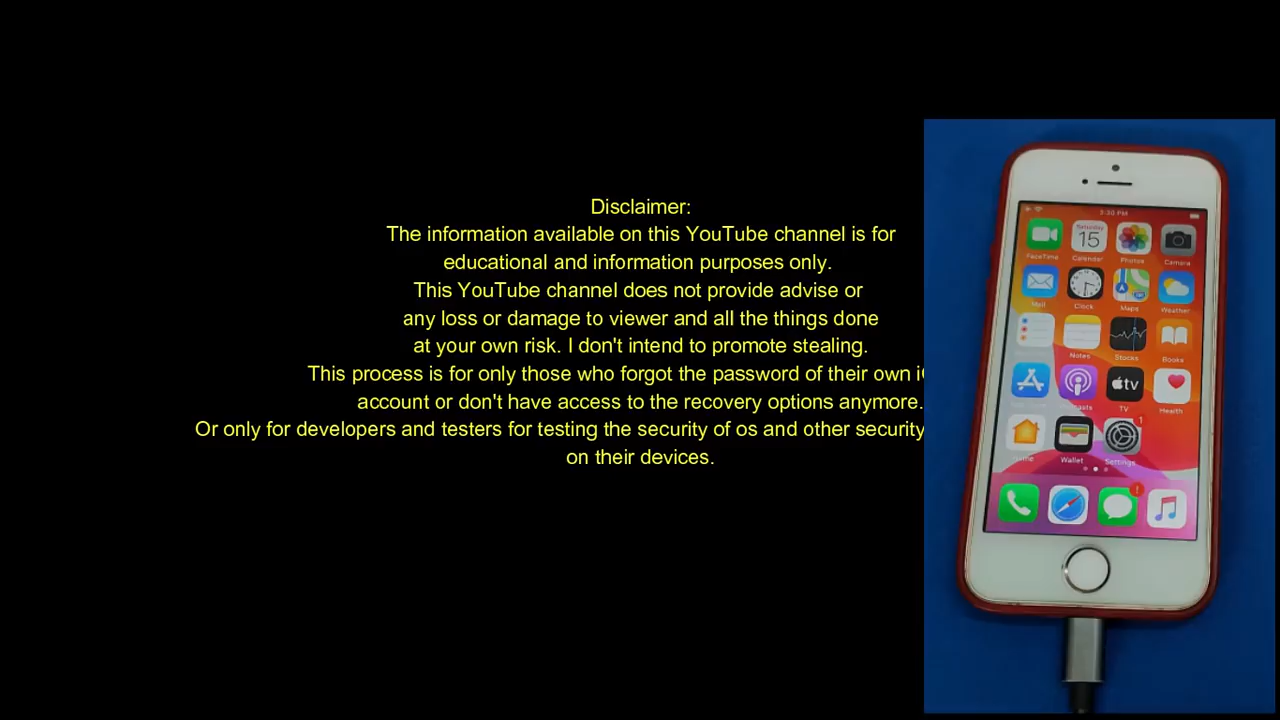 Disclaimer:
The information available on this YouTube channel is for
educational and information purposes only.
This YouTube channel does not provide advise or
any loss or damage to viewer and all the things done
at your own risk. I don't intend to promote stealing.
This process is for only those who forgot the password of their own
account or don't have access to the recovery options anymore.
Or only for developers and testers for testing the security of os and other security
on their devices.
3:30 PM
FaceTime
Saturday
15
Calendar
Photos
Camera
Mail
Clock
Maps
Weather
Notes
Stocks
Books
tv
TV
Health
Wallet
1
Settings
!